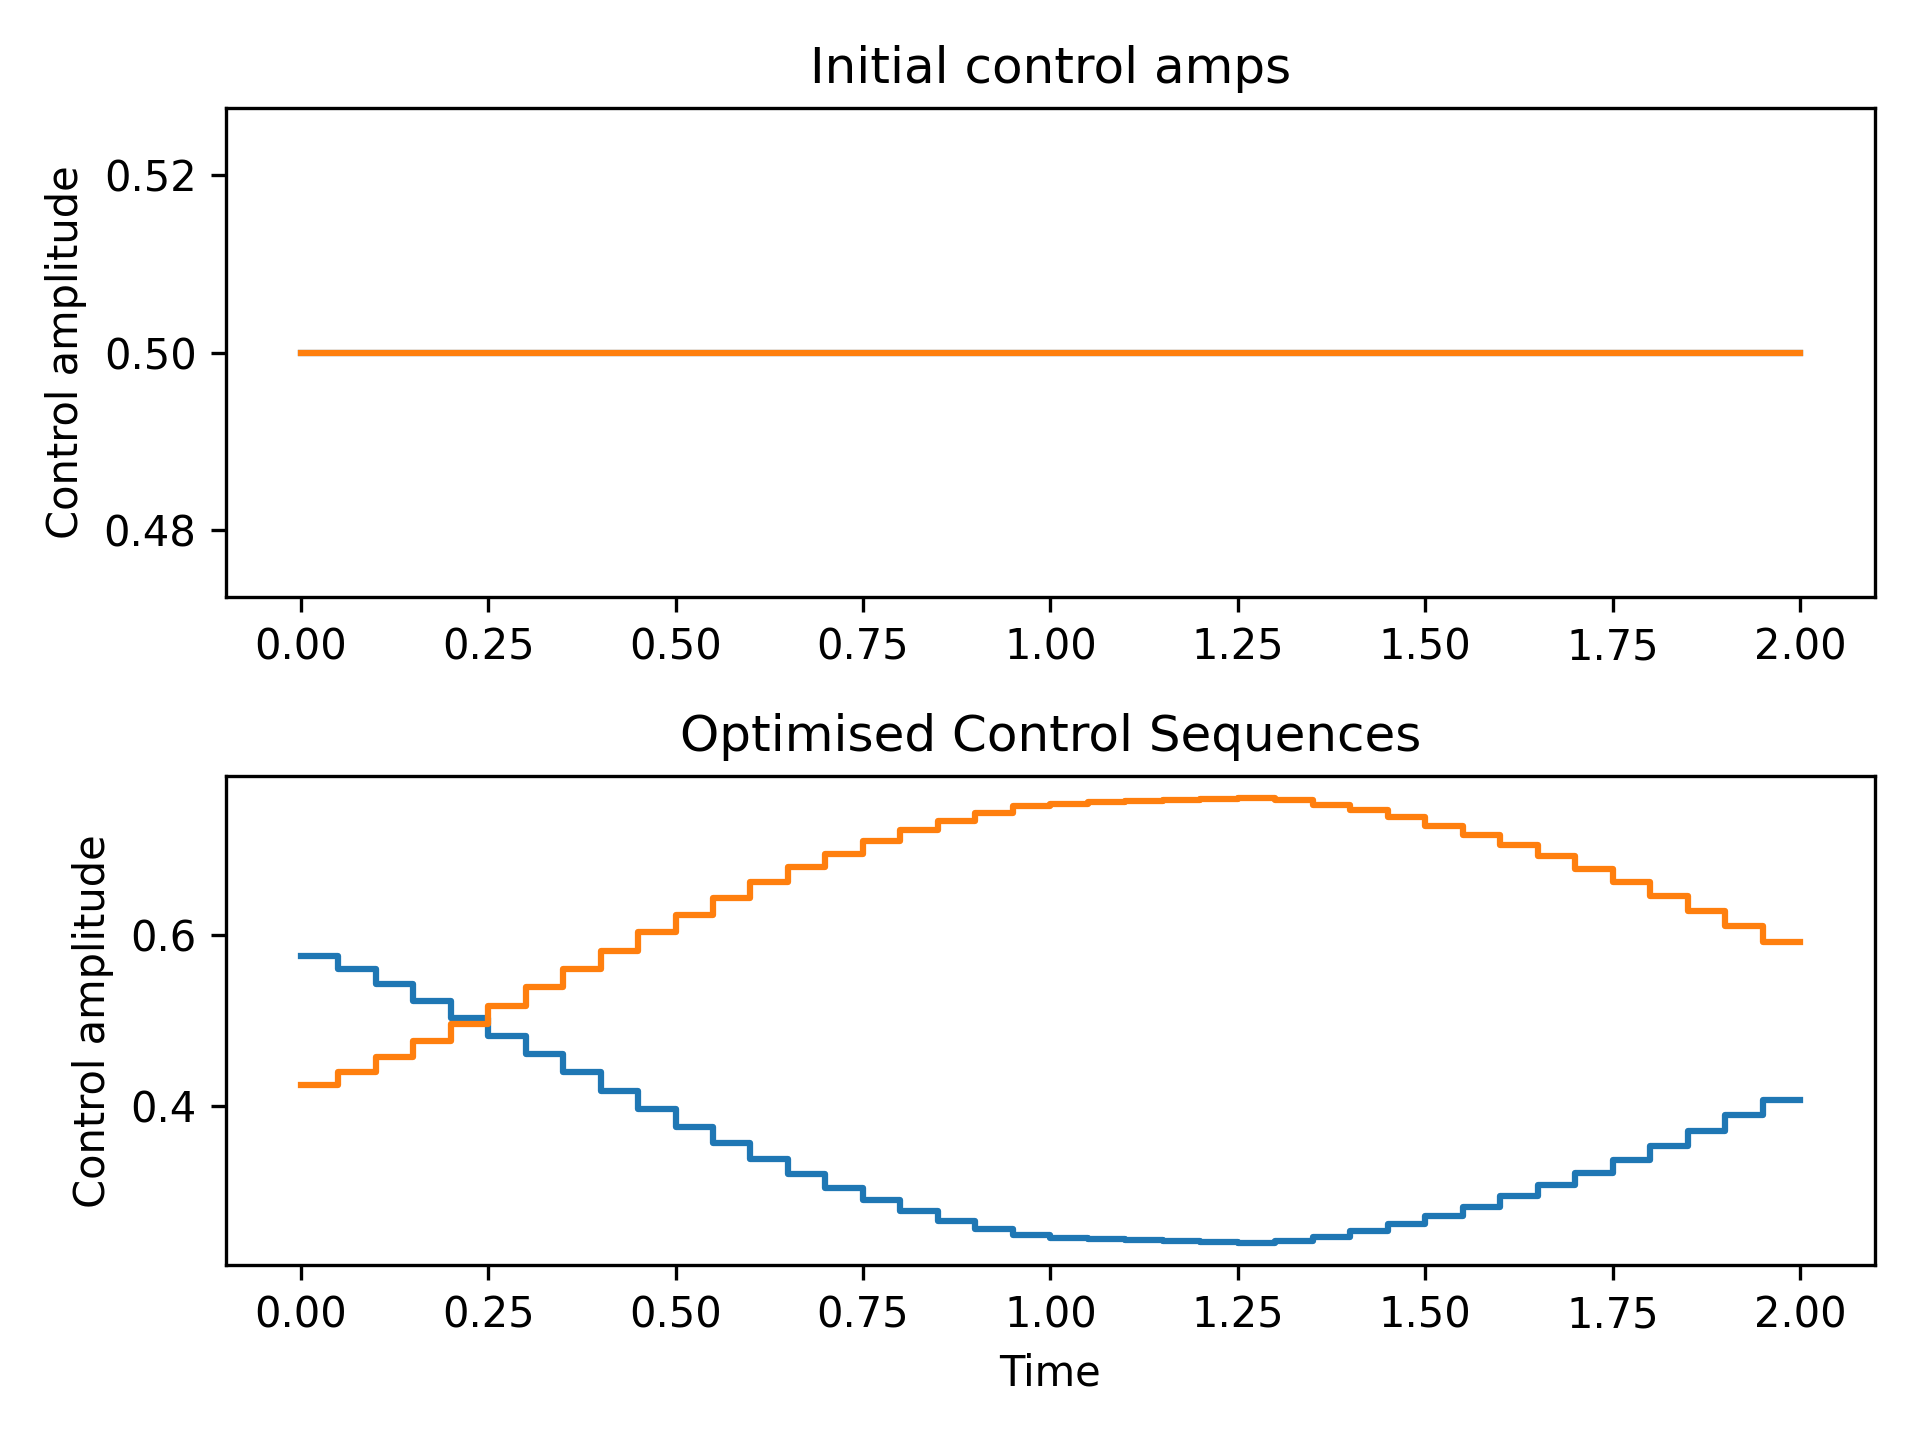 Initial control amps
Control amplitude
0.52
0.50
0.48
0.00 0.25 0.50 0.75 1.00 1.25 1.50 1.75 2.00
Optimised Control Sequences
Control amplitude
0.6
0.4
0.00 0.25 0.50 0.75 1.00 1.25 1.50 1.75 2.00
Time